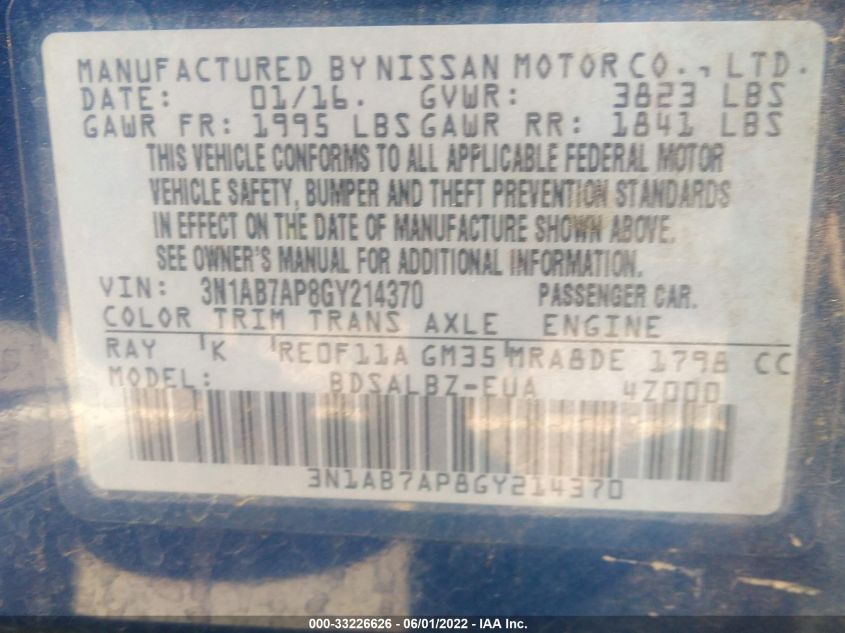 MANUFACTURED BY NISSAN MOTOR CO., LTD.
DATE: 01/16. GVWR: 3823 LBS
GAWR FR: 1995 LBS GAWR RR: 1841 LBS
THIS VEHICLE CONFORMS TO ALL APPLICABLE FEDERAL MOTOR
VEHICLE SAFETY, BUMPER AND THEFT PREVENTION STANDARDS
IN EFFECT ON THE DATE OF MANUFACTURE SHOWN ABOVE.
SEE OWNER'S MANUAL FOR ADDITIONAL INFORMATION.
VIN: 3N1AB7AP8GY214370 PASSENGER CAR.
COLOR TRIM TRANS AXLE ENGINE
RAY K RE0F11A GM35 MRA8DE 1798 CC
MODEL: BDSALBZ-EUA 4Z000
3N1AB7AP8GY214370
000-33226626 - 06/01/2022 - IAA Inc.